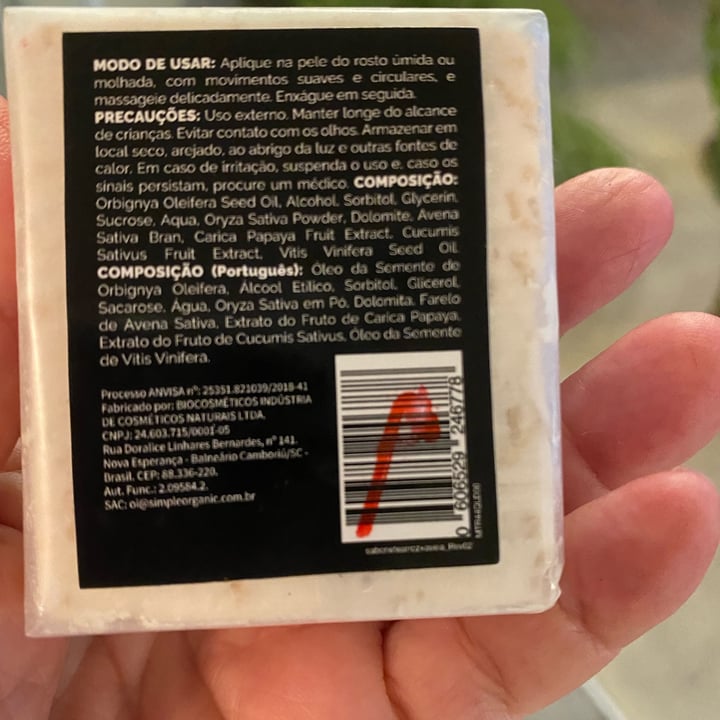 MODO DE USAR: Aplique na pele do rosto úmida ou
molhada, com movimentos suaves e circulares, e
massageie delicadamente. Enxágue em seguida.
PRECAUÇÕES: Uso externo. Manter longe do alcance
de crianças. Evitar contato com os olhos. Armazenar em
local seco, arejado, ao abrigo da luz e outras fontes de
calor. Em caso de irritação, suspenda o uso e, caso os
sinais persistam, procure um médico. COMPOSIÇÃO:
Orbignya Oleifera Seed Oil, Alcohol, Sorbitol, Glycerin,
Sucrose, Aqua, Oryza Sativa Powder, Dolomite, Avena
Sativa Bran, Carica Papaya Fruit Extract, Cucumis
Sativus Fruit Extract, Vitis Vinifera Seed Oil.
COMPOSIÇÃO (Português): Óleo da Semente de
Orbignya Oleifera, Álcool Etílico, Sorbitol, Glicerol,
Sacarose, Água, Oryza Sativa em Pó, Dolomita, Farelo
de Avena Sativa, Extrato do Fruto de Carica Papaya,
Extrato do Fruto de Cucumis Sativus, Óleo da Semente
de Vitis Vinifera.
Processo ANVISA nº: 25351.821039/2018-41
Fabricado por: BIOCOSMÉTICOS INDÚSTRIA
DE COSMÉTICOS NATURAIS LTDA.
CNPJ: 24.603.715/0001-05
Rua Doralice Linhares Bernardes, nº 141.
Nova Esperança - Balneário Camboriú/SC -
Brasil. CEP: 88.336-220.
Aut. Func.: 2.09584.2.
SAC: oi@simpleorganic.com.br
0 606529 246778